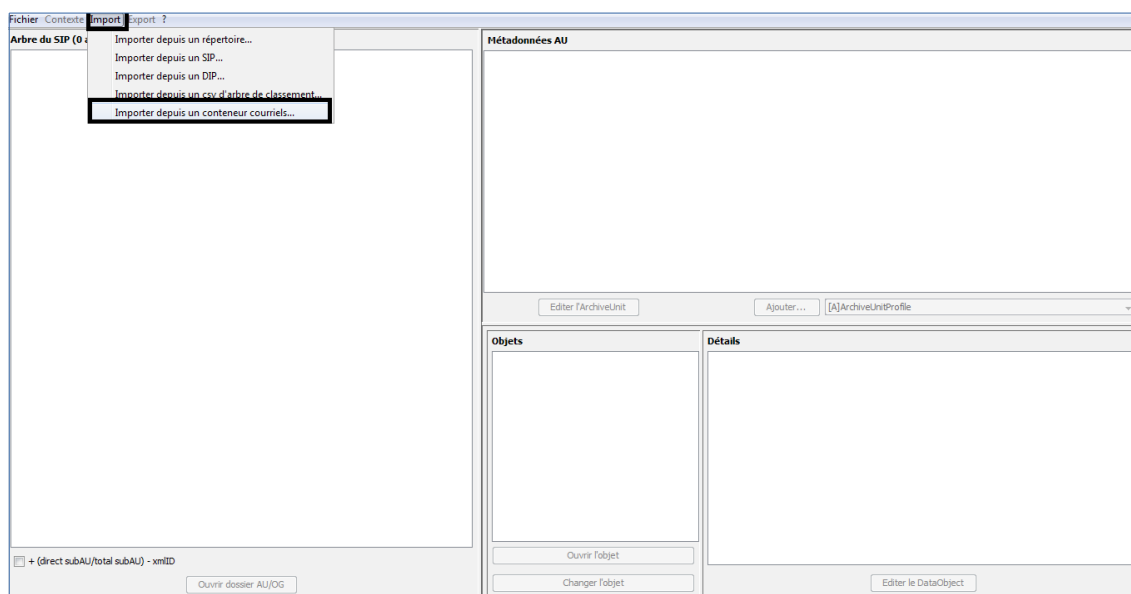 Fichier Contexte Import Export ?
Arbre du SIP (0 a
Importer depuis un répertoire...
Importer depuis un SIP...
Importer depuis un DIP...
Importer depuis un csv d'arbre de classement...
Importer depuis un conteneur courriels...
+ (direct subAU/total subAU) - xmlID
Ouvrir dossier AU/OG
Métadonnées AU
Editer l'ArchiveUnit
Ajouter...
[A]ArchiveUnitProfile
Objets
Ouvrir l'objet
Changer l'objet
Détails
Editer le DataObject